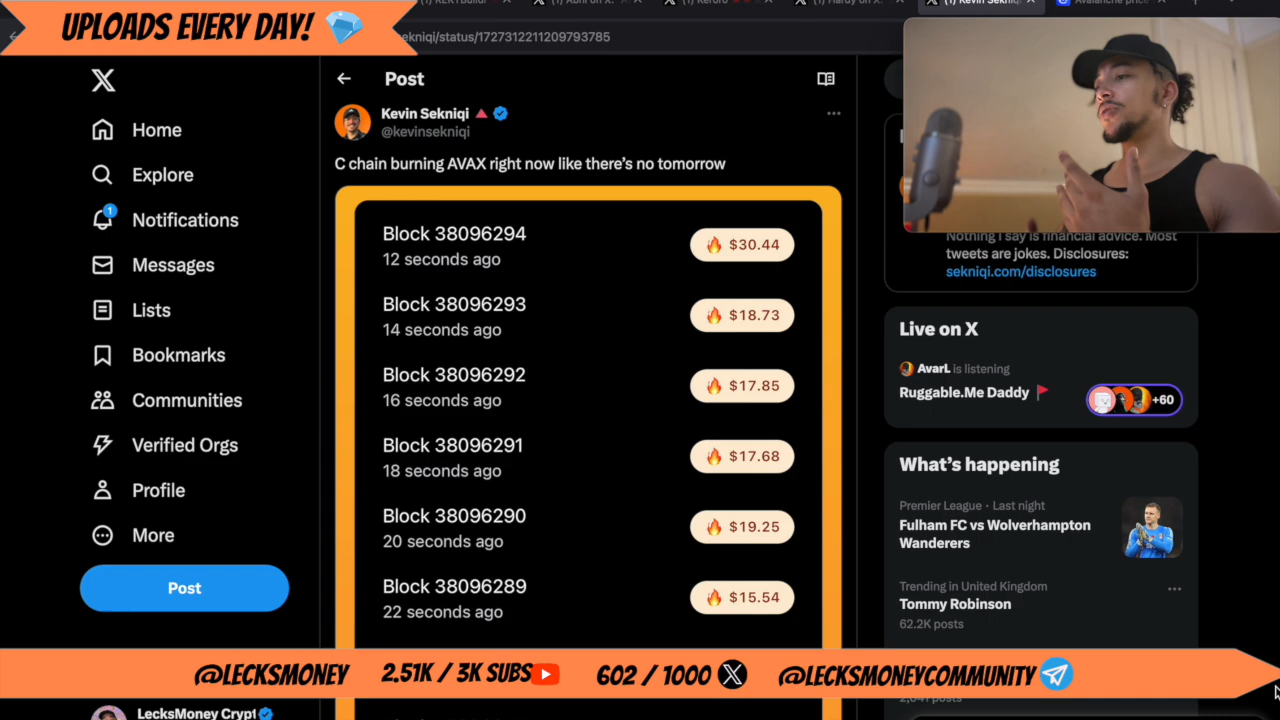 UPLOADS EVERY DAY!
ekniqi/status/1727312211209793785
Post
Kevin Sekniqi
@kevinsekniqi
C chain burning AVAX right now like there's no tomorrow
Block 38096294
12 seconds ago
$30.44
Block 38096293
14 seconds ago
$18.73
Block 38096292
16 seconds ago
$17.85
Block 38096291
18 seconds ago
$17.68
Block 38096290
20 seconds ago
$19.25
Block 38096289
22 seconds ago
$15.54
Home
Explore
1
Notifications
Messages
Lists
Bookmarks
Communities
Verified Orgs
Profile
More
Post
Nothing I say is financial advice. Most
tweets are jokes. Disclosures:
sekniqi.com/disclosures
Live on X
AvarL is listening
Ruggable.Me Daddy
+60
What's happening
Premier League · Last night
Fulham FC vs Wolverhampton
Wanderers
Trending in United Kingdom
Tommy Robinson
62.2K posts
@LECKSMONEY 2.51K / 3K SUBS 602 / 1000 @LECKSMONEYCOMMUNITY
LecksMoney Crypt